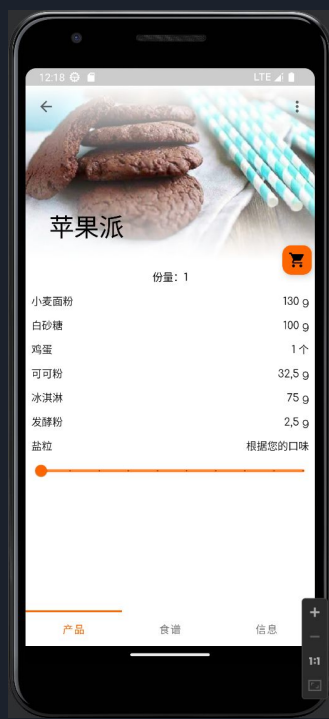 12:18 LTE
苹果派
份量：1
小麦面粉 130 g
白砂糖 100 g
鸡蛋 1 个
可可粉 32,5 g
冰淇淋 75 g
发酵粉 2,5 g
盐粒 根据您的口味
产品 食谱 信息
1:1